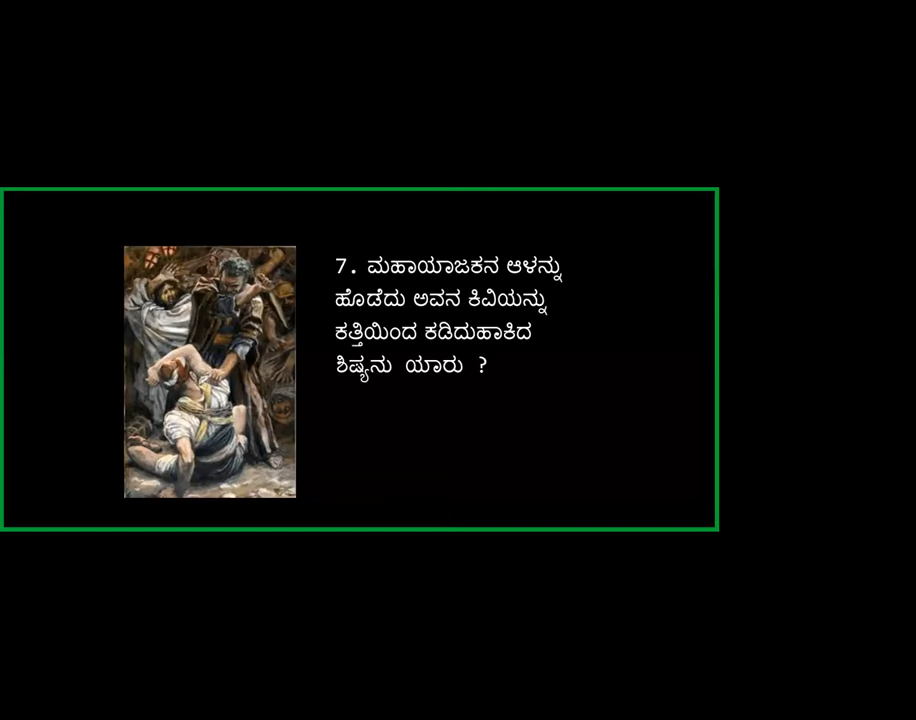 7. ಮಹಾಯಾಜಕನ ಆಳನ್ನು
ಹೊಡೆದು ಅವನ ಕಿವಿಯನ್ನು
ಕತ್ತಿಯಿಂದ ಕಡಿದುಹಾಕಿದ
ಶಿಷ್ಯನು ಯಾರು ?